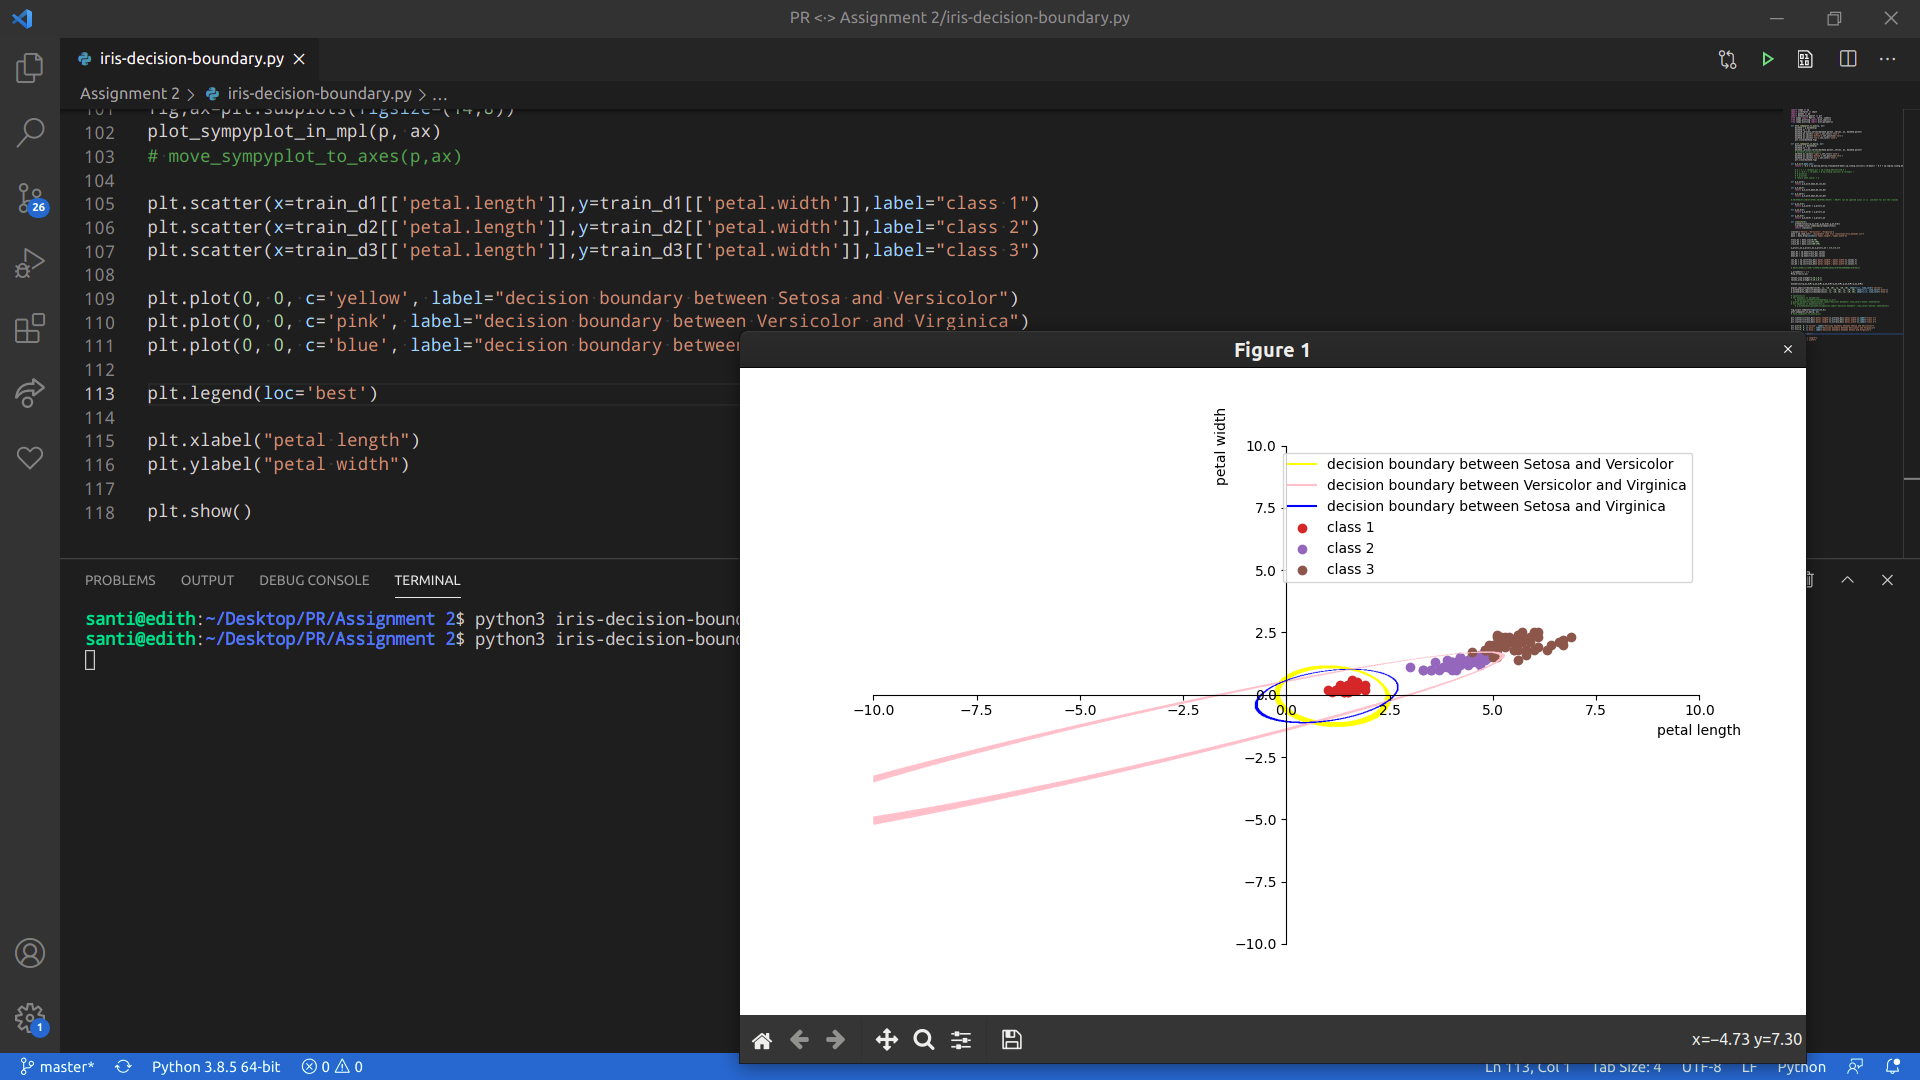 PR <·> Assignment 2/iris-decision-boundary.py
iris-decision-boundary.py
Assignment 2 > iris-decision-boundary.py > ...
101 fig,ax=plt.subplots(figsize=(14,8))
102 plot_sympyplot_in_mpl(p, ax)
103 # move_sympyplot_to_axes(p,ax)
104
105 plt.scatter(x=train_d1[['petal.length']],y=train_d1[['petal.width']],label="class 1")
106 plt.scatter(x=train_d2[['petal.length']],y=train_d2[['petal.width']],label="class 2")
107 plt.scatter(x=train_d3[['petal.length']],y=train_d3[['petal.width']],label="class 3")
108
109 plt.plot(0, 0, c='yellow', label="decision boundary between Setosa and Versicolor")
110 plt.plot(0, 0, c='pink', label="decision boundary between Versicolor and Virginica")
111 plt.plot(0, 0, c='blue', label="decision boundary betwee
112
113 plt.legend(loc='best')
114
115 plt.xlabel("petal length")
116 plt.ylabel("petal width")
117
118 plt.show()
26
PROBLEMS OUTPUT DEBUG CONSOLE TERMINAL
santi@edith:~/Desktop/PR/Assignment 2$ python3 iris-decision-bound
santi@edith:~/Desktop/PR/Assignment 2$ python3 iris-decision-bound
Figure 1
petal width
10.0
7.5
5.0
2.5
0.0
−2.5
−5.0
−7.5
−10.0
decision boundary between Setosa and Versicolor
decision boundary between Versicolor and Virginica
decision boundary between Setosa and Virginica
class 1
class 2
class 3
−10.0 −7.5 −5.0 −2.5 0.0 2.5 5.0 7.5 10.0
petal length
x=−4.73 y=7.30
1
master* Python 3.8.5 64-bit 0 0 Ln 113, Col 1 Tab Size: 4 UTF-8 LF Python